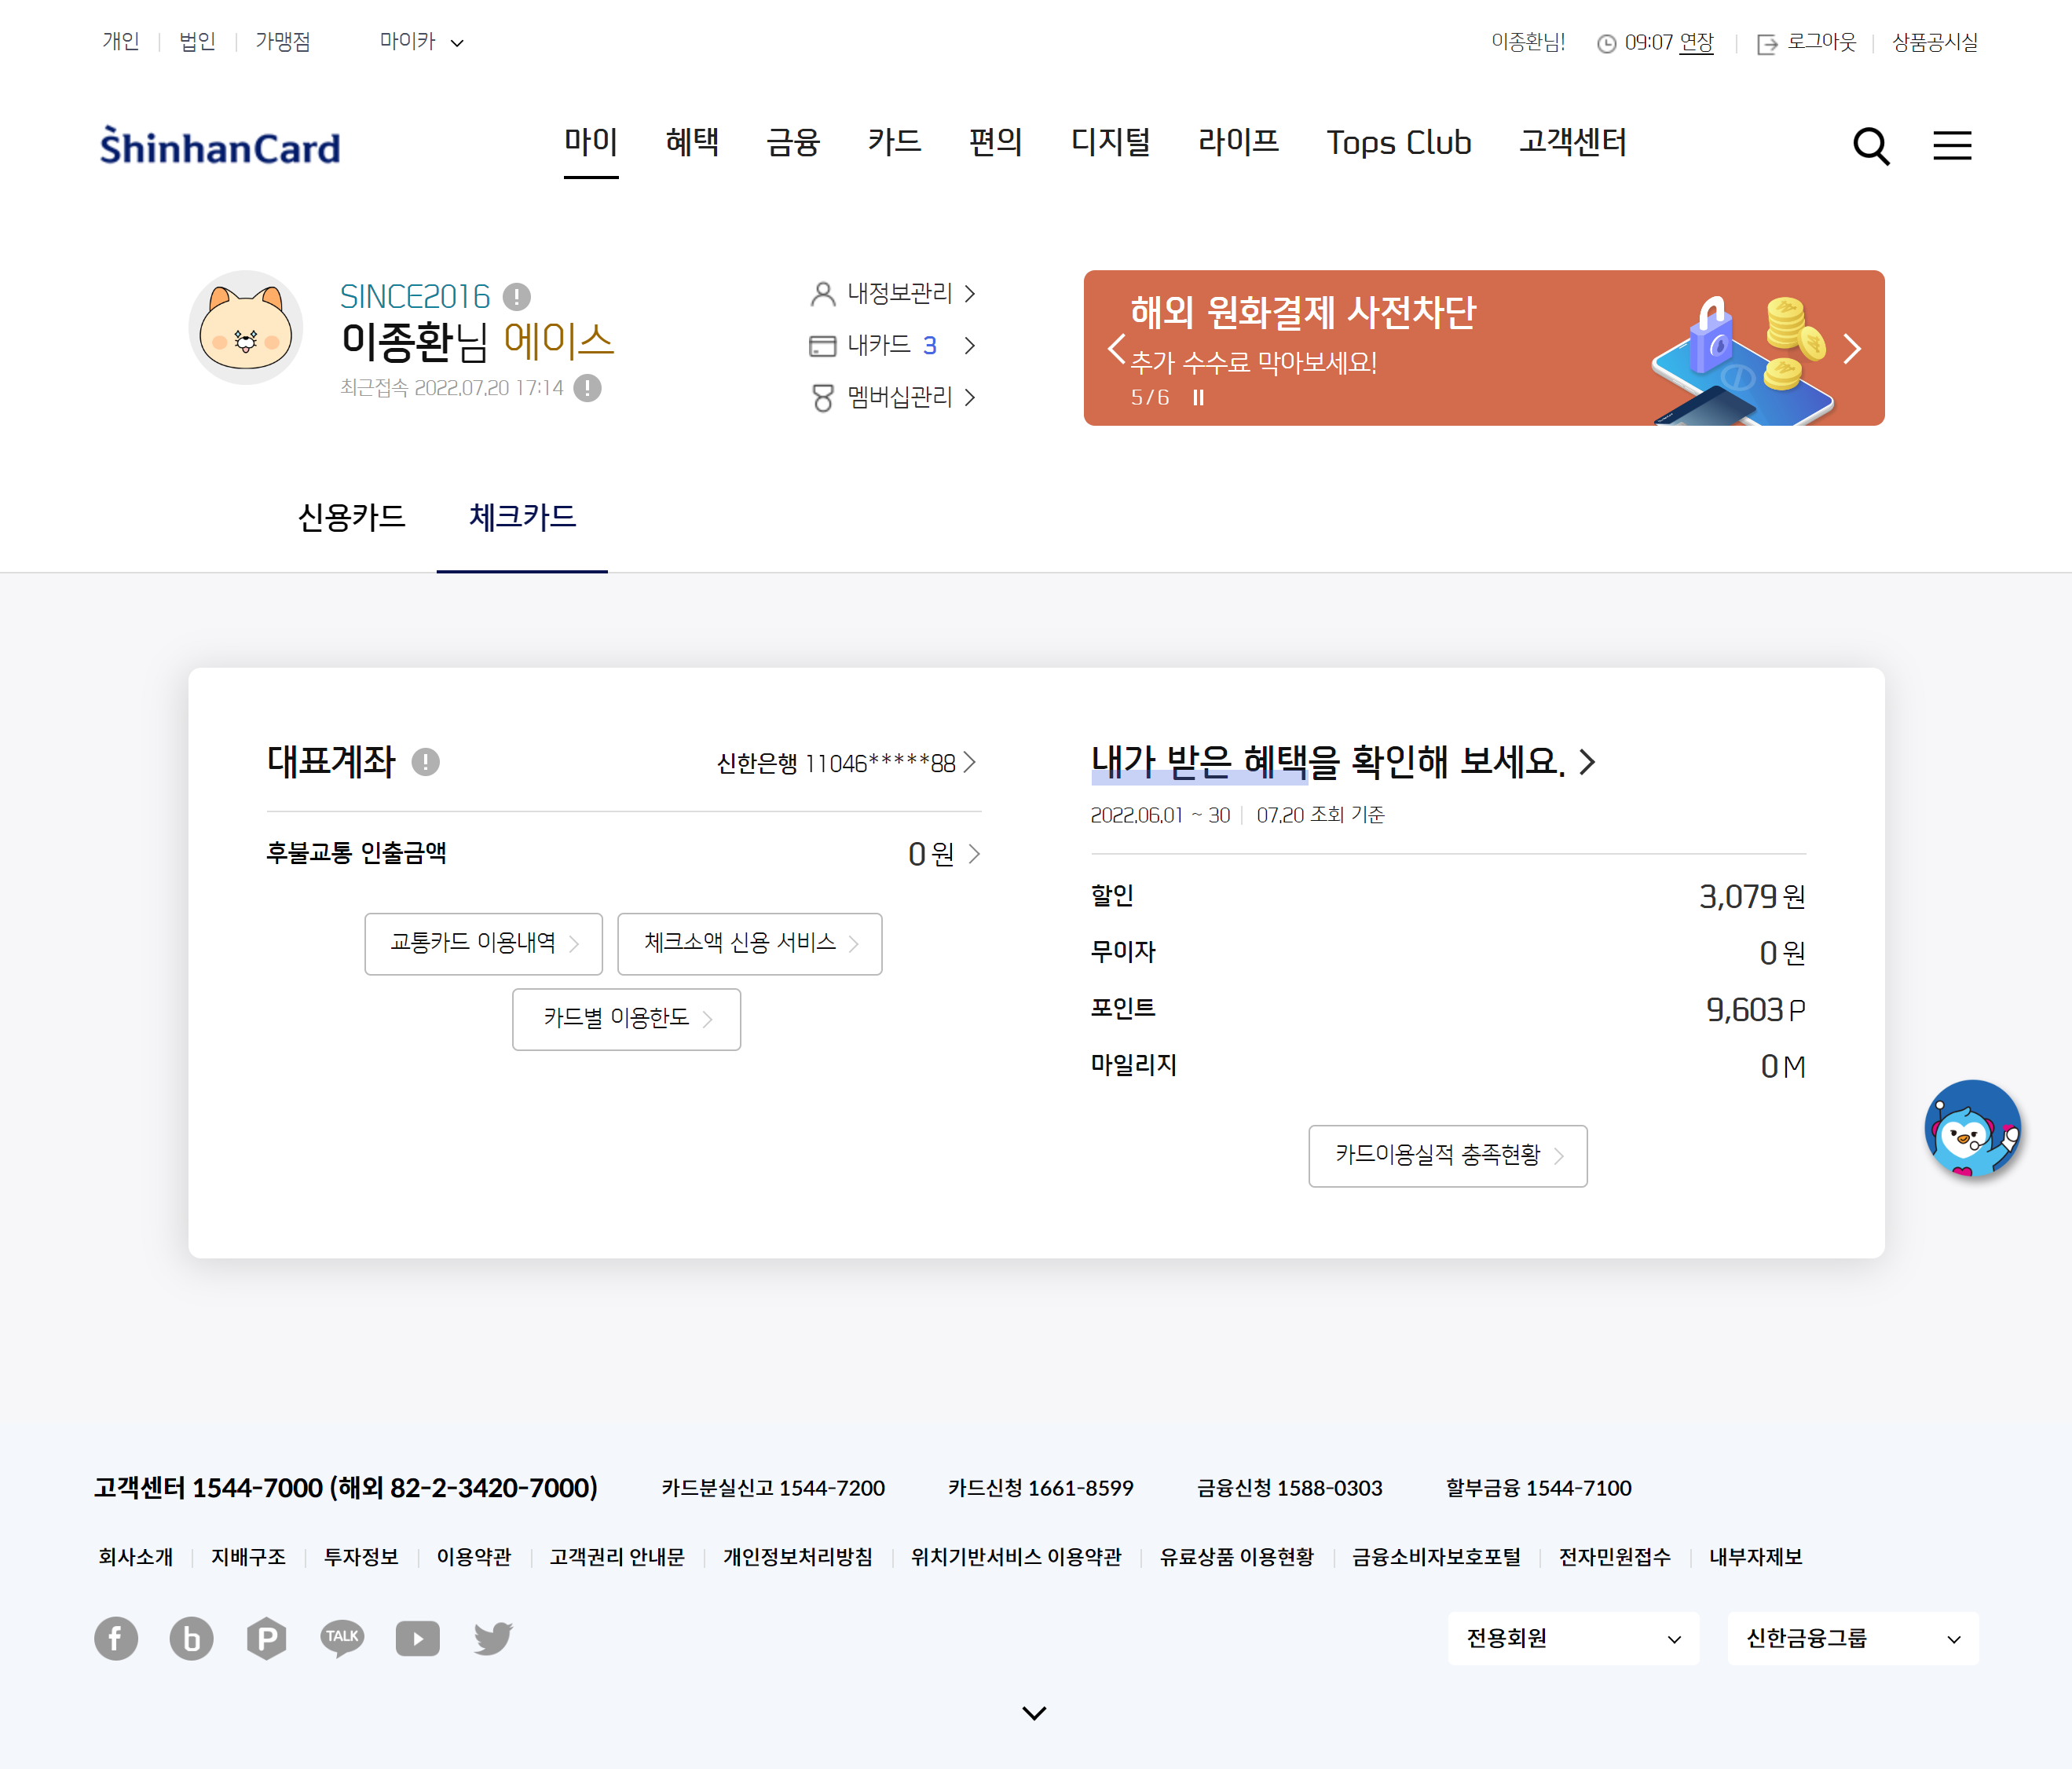 개인 법인 가맹점 마이카 이종환님! 09:07 연장 로그아웃 상품공시실
ShinhanCard 마이 혜택 금융 카드 편의 디지털 라이프 Tops Club 고객센터
SINCE2016
이종환님 에이스
최근접속 2022.07.20 17:14
내정보관리
내카드 3
멤버십관리
해외 원화결제 사전차단
추가 수수료 막아보세요!
5/6
신용카드 체크카드
대표계좌 신한은행 11046*****88
후불교통 인출금액 0 원
교통카드 이용내역 체크소액 신용 서비스
카드별 이용한도
내가 받은 혜택을 확인해 보세요.
2022.06.01 ~ 30 07.20 조회 기준
할인 3,079 원
무이자 0 원
포인트 9,603 P
마일리지 0 M
카드이용실적 충족현황
고객센터 1544-7000 (해외 82-2-3420-7000) 카드분실신고 1544-7200 카드신청 1661-8599 금융신청 1588-0303 할부금융 1544-7100
회사소개 지배구조 투자정보 이용약관 고객권리 안내문 개인정보처리방침 위치기반서비스 이용약관 유료상품 이용현황 금융소비자보호포털 전자민원접수 내부자제보
f b P TALK
전용회원 신한금융그룹